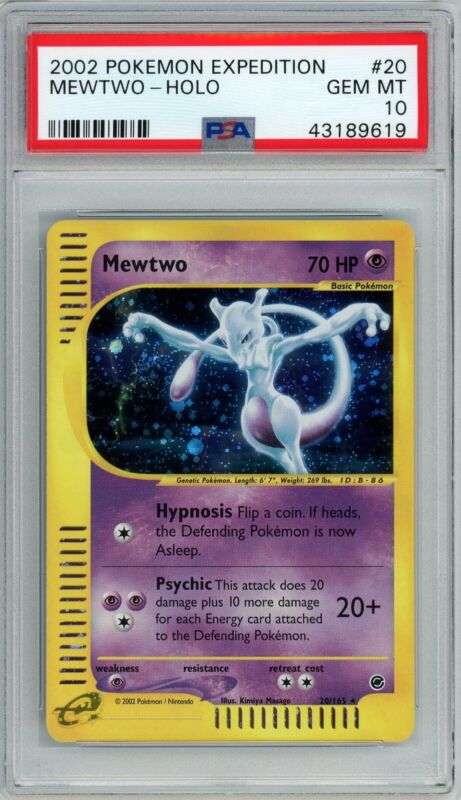 2002 POKEMON EXPEDITION #20
MEWTWO - HOLO GEM MT
10
PSA 43189619
Mewtwo 70 HP
Basic Pokémon
Genetic Pokémon. Length: 6' 7", Weight: 269 lbs. ID: B-86
Hypnosis Flip a coin. If heads,
the Defending Pokémon is now
Asleep.
Psychic This attack does 20
damage plus 10 more damage
for each Energy card attached
to the Defending Pokémon.
20+
weakness resistance retreat cost
© 2002 Pokémon / Nintendo Illus. Kimiya Masago 20/165 ★
e